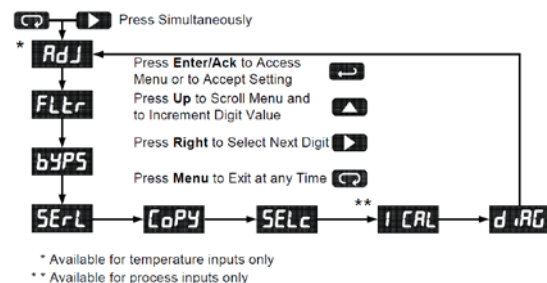 Press Simultaneously
* AdJ
Press Enter/Ack to Access
Menu or to Accept Setting
FLtr
Press Up to Scroll Menu and
to Increment Digit Value
Press Right to Select Next Digit
bYPS
Press Menu to Exit at any Time
SErL CoPY SELc ** I CAL diAG
* Available for temperature inputs only
** Available for process inputs only